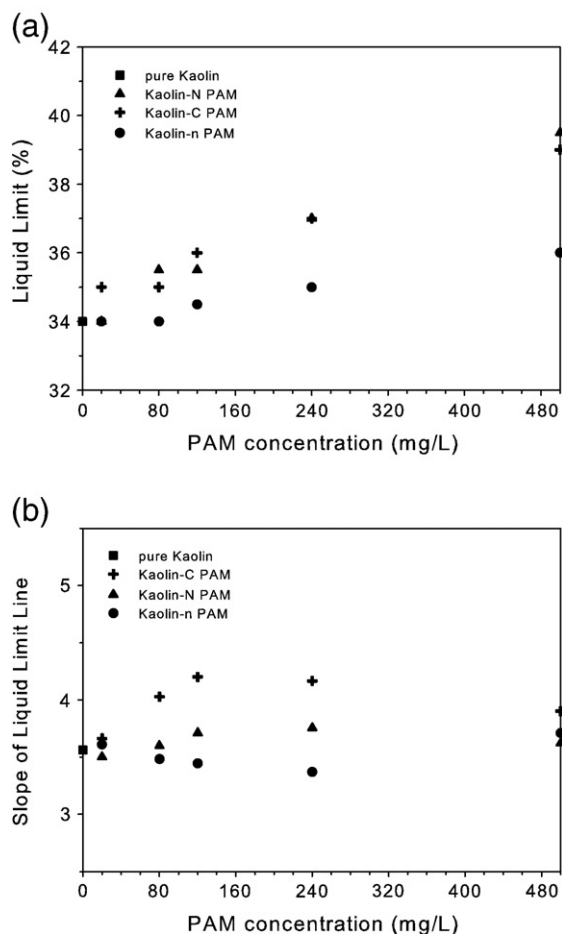 (a)
42
40
38
36
34
32
Liquid Limit (%)
pure Kaolin
Kaolin-N PAM
Kaolin-C PAM
Kaolin-n PAM
0 80 160 240 320 400 480
PAM concentration (mg/L)
(b)
5
4
3
Slope of Liquid Limit Line
pure Kaolin
Kaolin-C PAM
Kaolin-N PAM
Kaolin-n PAM
0 80 160 240 320 400 480
PAM concentration (mg/L)